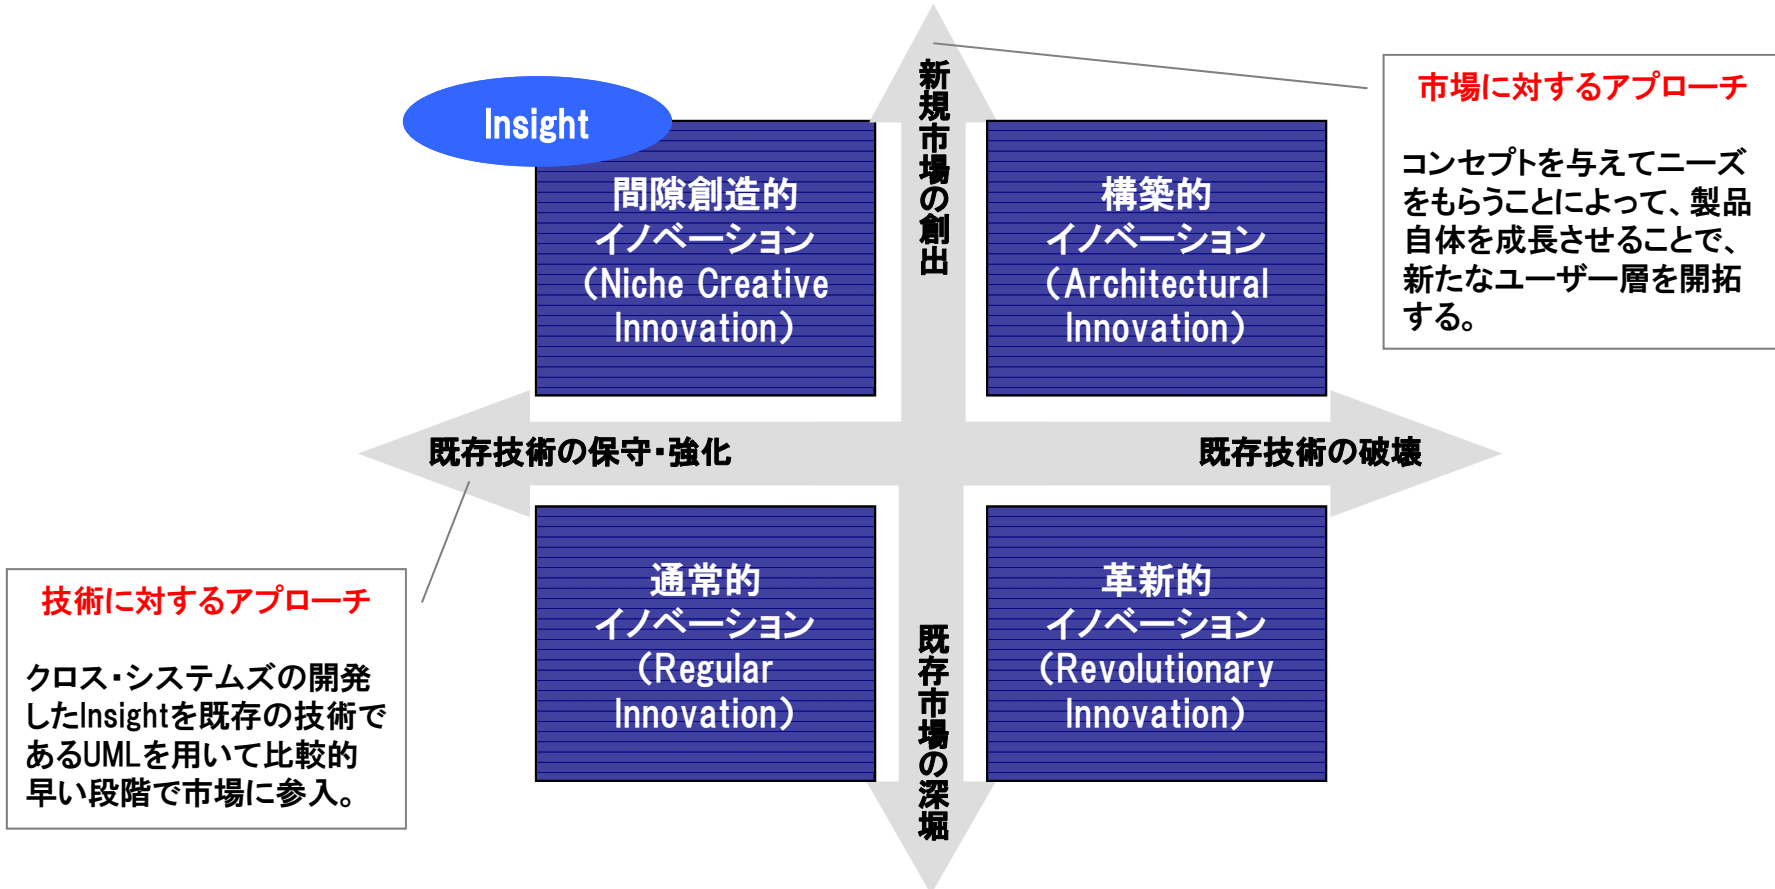 新規市場の創出
市場に対するアプローチ
コンセプトを与えてニーズ
をもらうことによって、製品
自体を成長させることで、
新たなユーザー層を開拓
する。
Insight
間隙創造的
イノベーション
(Niche Creative
Innovation)
構築的
イノベーション
(Architectural
Innovation)
既存技術の保守・強化
既存技術の破壊
技術に対するアプローチ
クロス・システムズの開発
したInsightを既存の技術で
あるUMLを用いて比較的
早い段階で市場に参入。
通常的
イノベーション
(Regular
Innovation)
革新的
イノベーション
(Revolutionary
Innovation)
既存市場の深堀